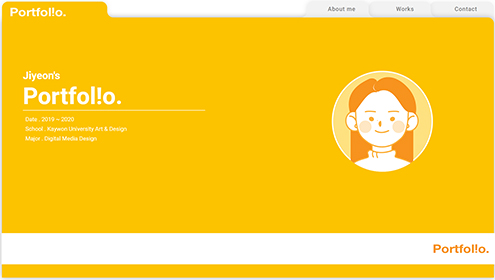 Portfol!o.
About me
Works
Contact
Jiyeon's
Portfol!o.
Date . 2019 ~ 2020
School . Kaywon University Art & Design
Major . Digital Media Design
Portfol!o.